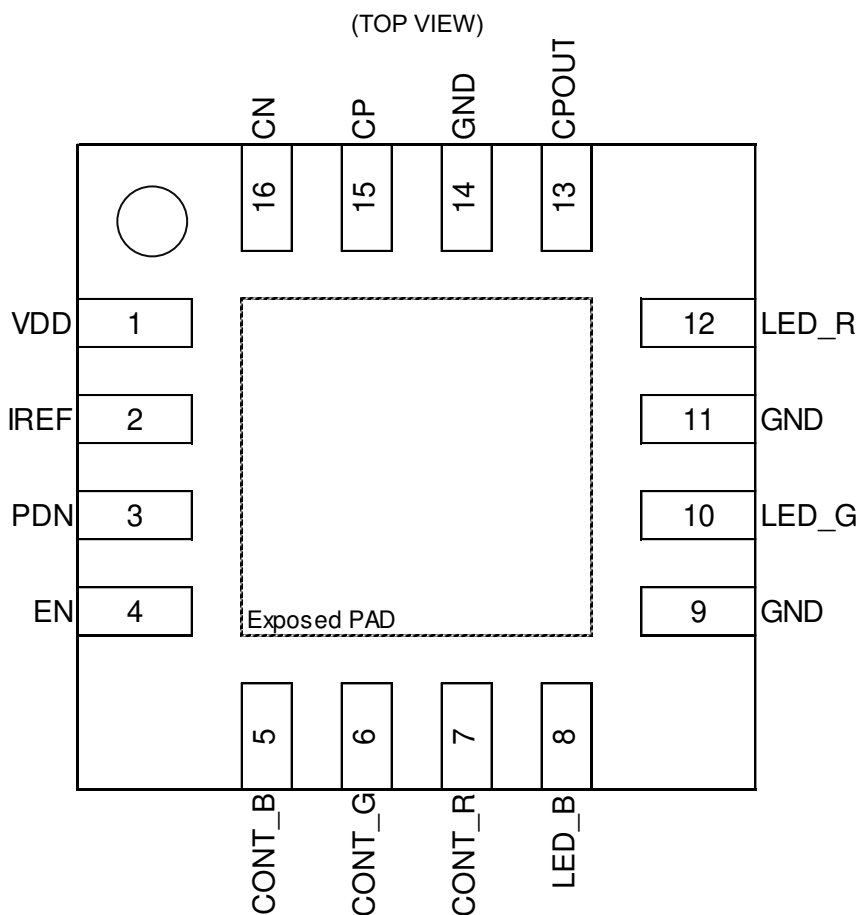 (TOP VIEW)
CN
CP
GND
CPOUT
16
15
14
13
VDD
1
12
LED_R
IREF
2
11
GND
PDN
3
10
LED_G
EN
4
9
GND
Exposed PAD
5
6
7
8
CONT_B
CONT_G
CONT_R
LED_B